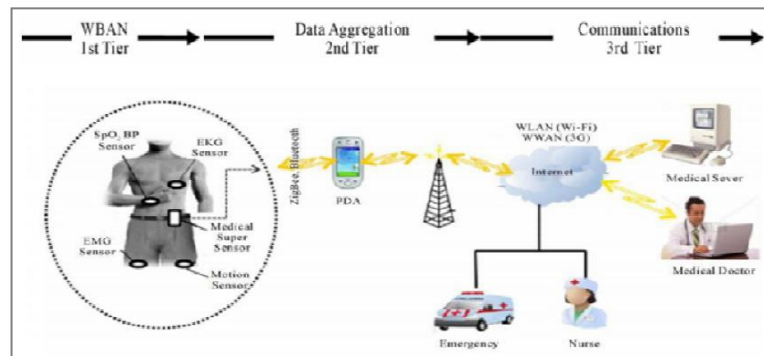 WBAN
1st Tier
Data Aggregation
2nd Tier
Communications
3rd Tier
SpO2 BP
Sensor
EKG
Sensor
EMG
Sensor
Medical
Super
Sensor
Motion
Sensor
ZigBee, Bluetooth
PDA
WLAN (Wi-Fi)
WWAN (3G)
Internet
Medical Sever
Medical Doctor
Emergency
Nurse